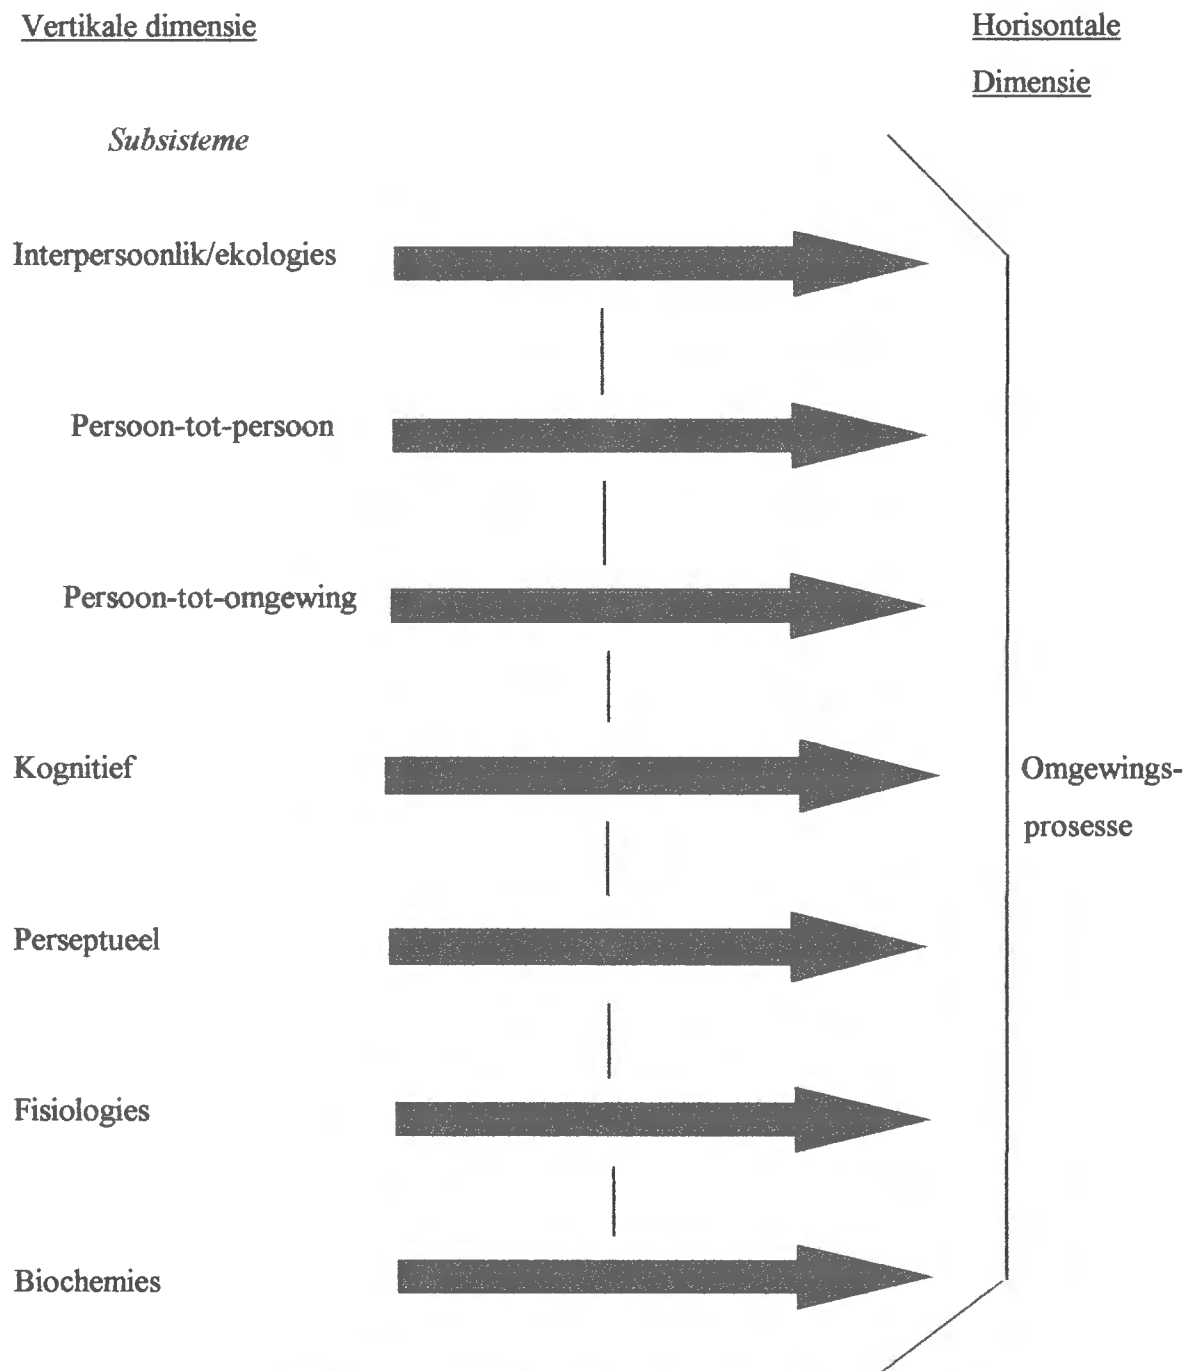 Vertikale dimensie
Horisontale
Dimensie
Subsisteme
Interpersoonlik/ekologies
Persoon-tot-persoon
Persoon-tot-omgewing
Kognitief
Omgewings-
prosesse
Perseptueel
Fisiologies
Biochemies